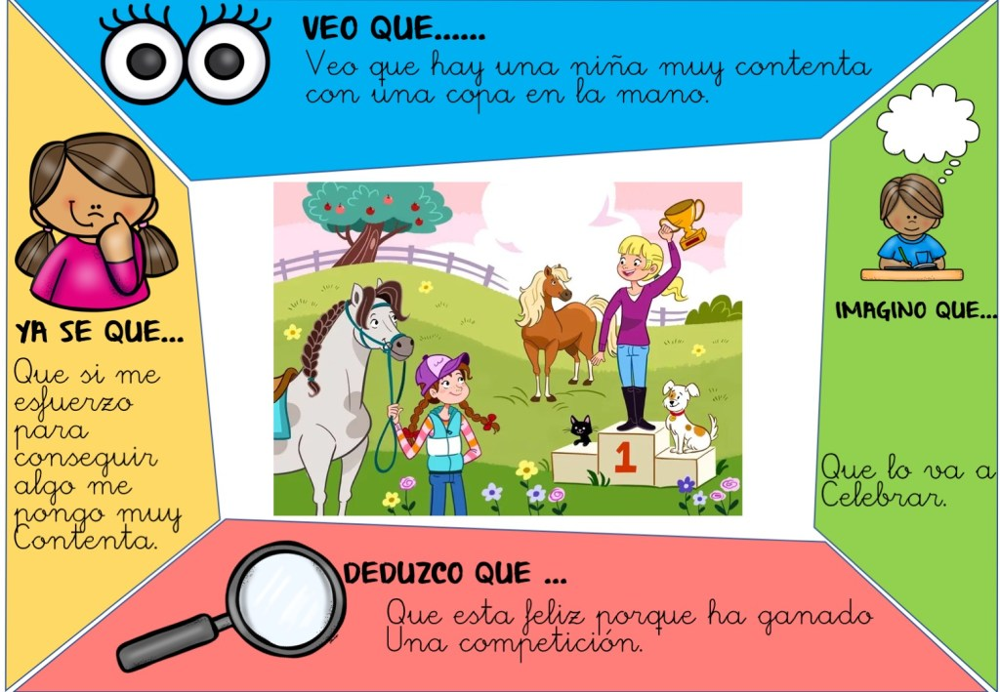 VEO QUE......
Veo que hay una niña muy contenta
con una copa en la mano.
YA SE QUE...
Que si me
esfuerzo
para
conseguir
algo me
pongo muy
Contenta.
1
IMAGINO QUE...
Que lo va a
Celebrar.
DEDUZCO QUE ...
Que esta feliz porque ha ganado
Una competición.